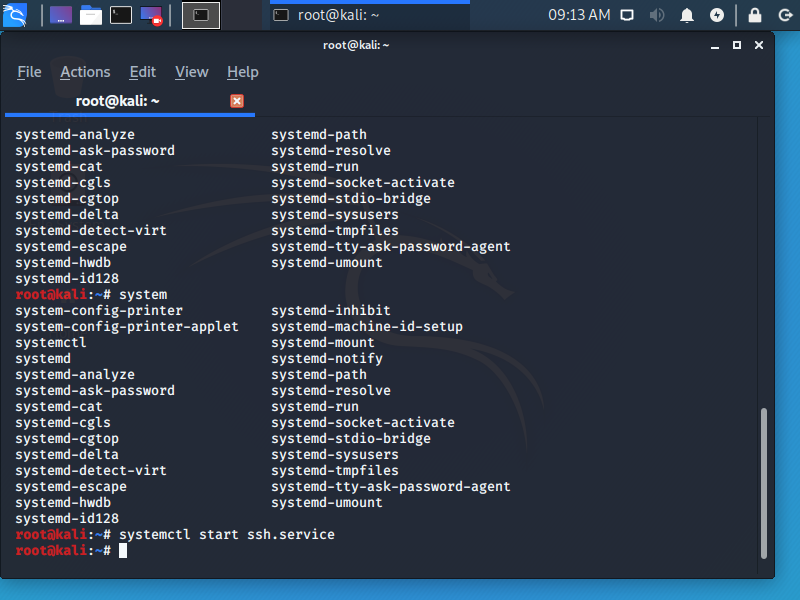 root@kali: ~
09:13 AM
root@kali: ~
File Actions Edit View Help
root@kali: ~
systemd-analyze systemd-path
systemd-ask-password systemd-resolve
systemd-cat systemd-run
systemd-cgls systemd-socket-activate
systemd-cgtop systemd-stdio-bridge
systemd-delta systemd-sysusers
systemd-detect-virt systemd-tmpfiles
systemd-escape systemd-tty-ask-password-agent
systemd-hwdb systemd-umount
systemd-id128
root@kali:~# system
system-config-printer systemd-inhibit
system-config-printer-applet systemd-machine-id-setup
systemctl systemd-mount
systemd systemd-notify
systemd-analyze systemd-path
systemd-ask-password systemd-resolve
systemd-cat systemd-run
systemd-cgls systemd-socket-activate
systemd-cgtop systemd-stdio-bridge
systemd-delta systemd-sysusers
systemd-detect-virt systemd-tmpfiles
systemd-escape systemd-tty-ask-password-agent
systemd-hwdb systemd-umount
systemd-id128
root@kali:~# systemctl start ssh.service
root@kali:~#